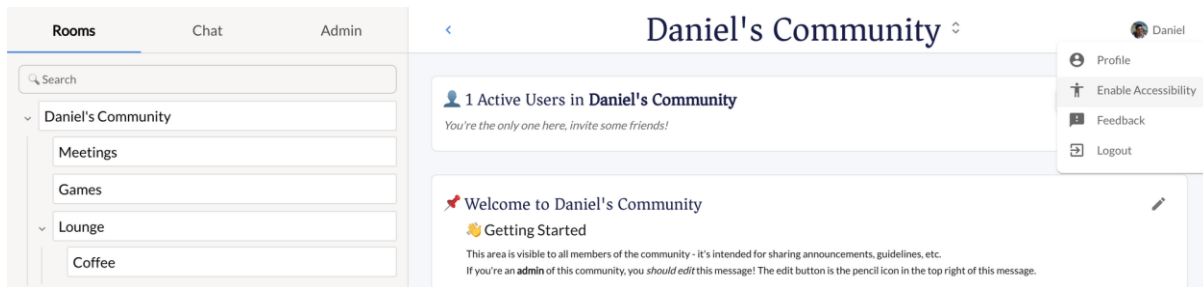 Rooms
Chat
Admin
Search
Daniel's Community
Meetings
Games
Lounge
Coffee
Daniel's Community
Daniel
Profile
Enable Accessibility
Feedback
Logout
1 Active Users in Daniel's Community
You're the only one here, invite some friends!
Welcome to Daniel's Community
Getting Started
This area is visible to all members of the community - it's intended for sharing announcements, guidelines, etc.
If you're an admin of this community, you should edit this message! The edit button is the pencil icon in the top right of this message.